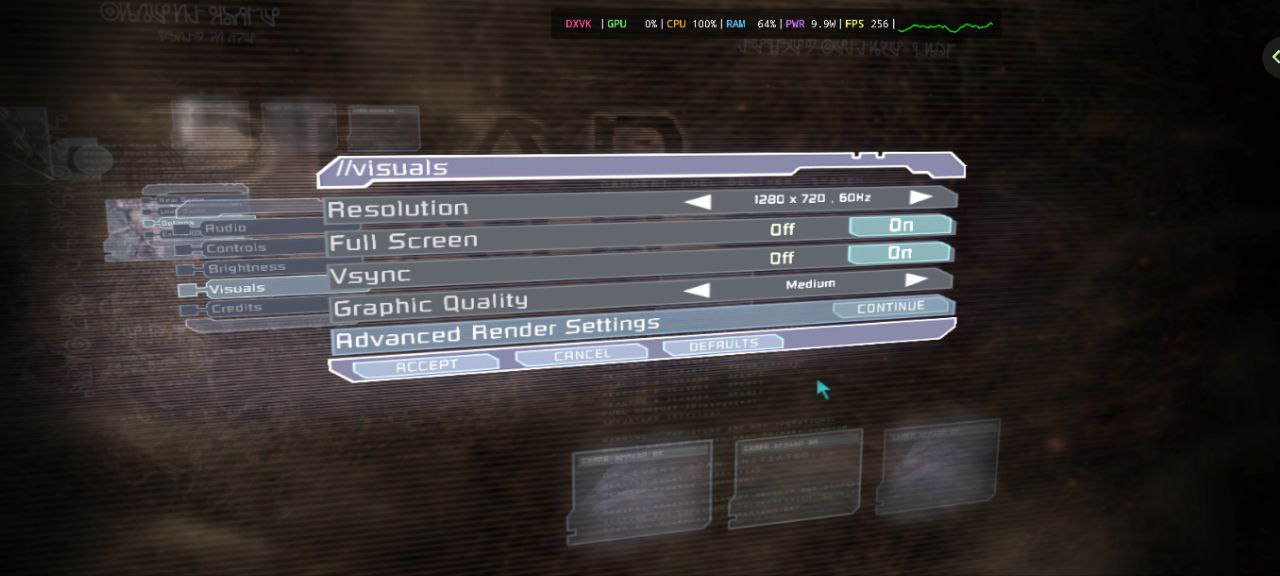 DXVK | GPU 0% | CPU 100% | RAM 64% | PWR 9.9W | FPS 256 |
//visuals
Resolution 1280 x 720 , 60Hz
Full Screen Off On
Vsync Off On
Graphic Quality Medium
Advanced Render Settings CONTINUE
ACCEPT CANCEL DEFAULTS
Options
Audio
Controls
Brightness
Visuals
Credits